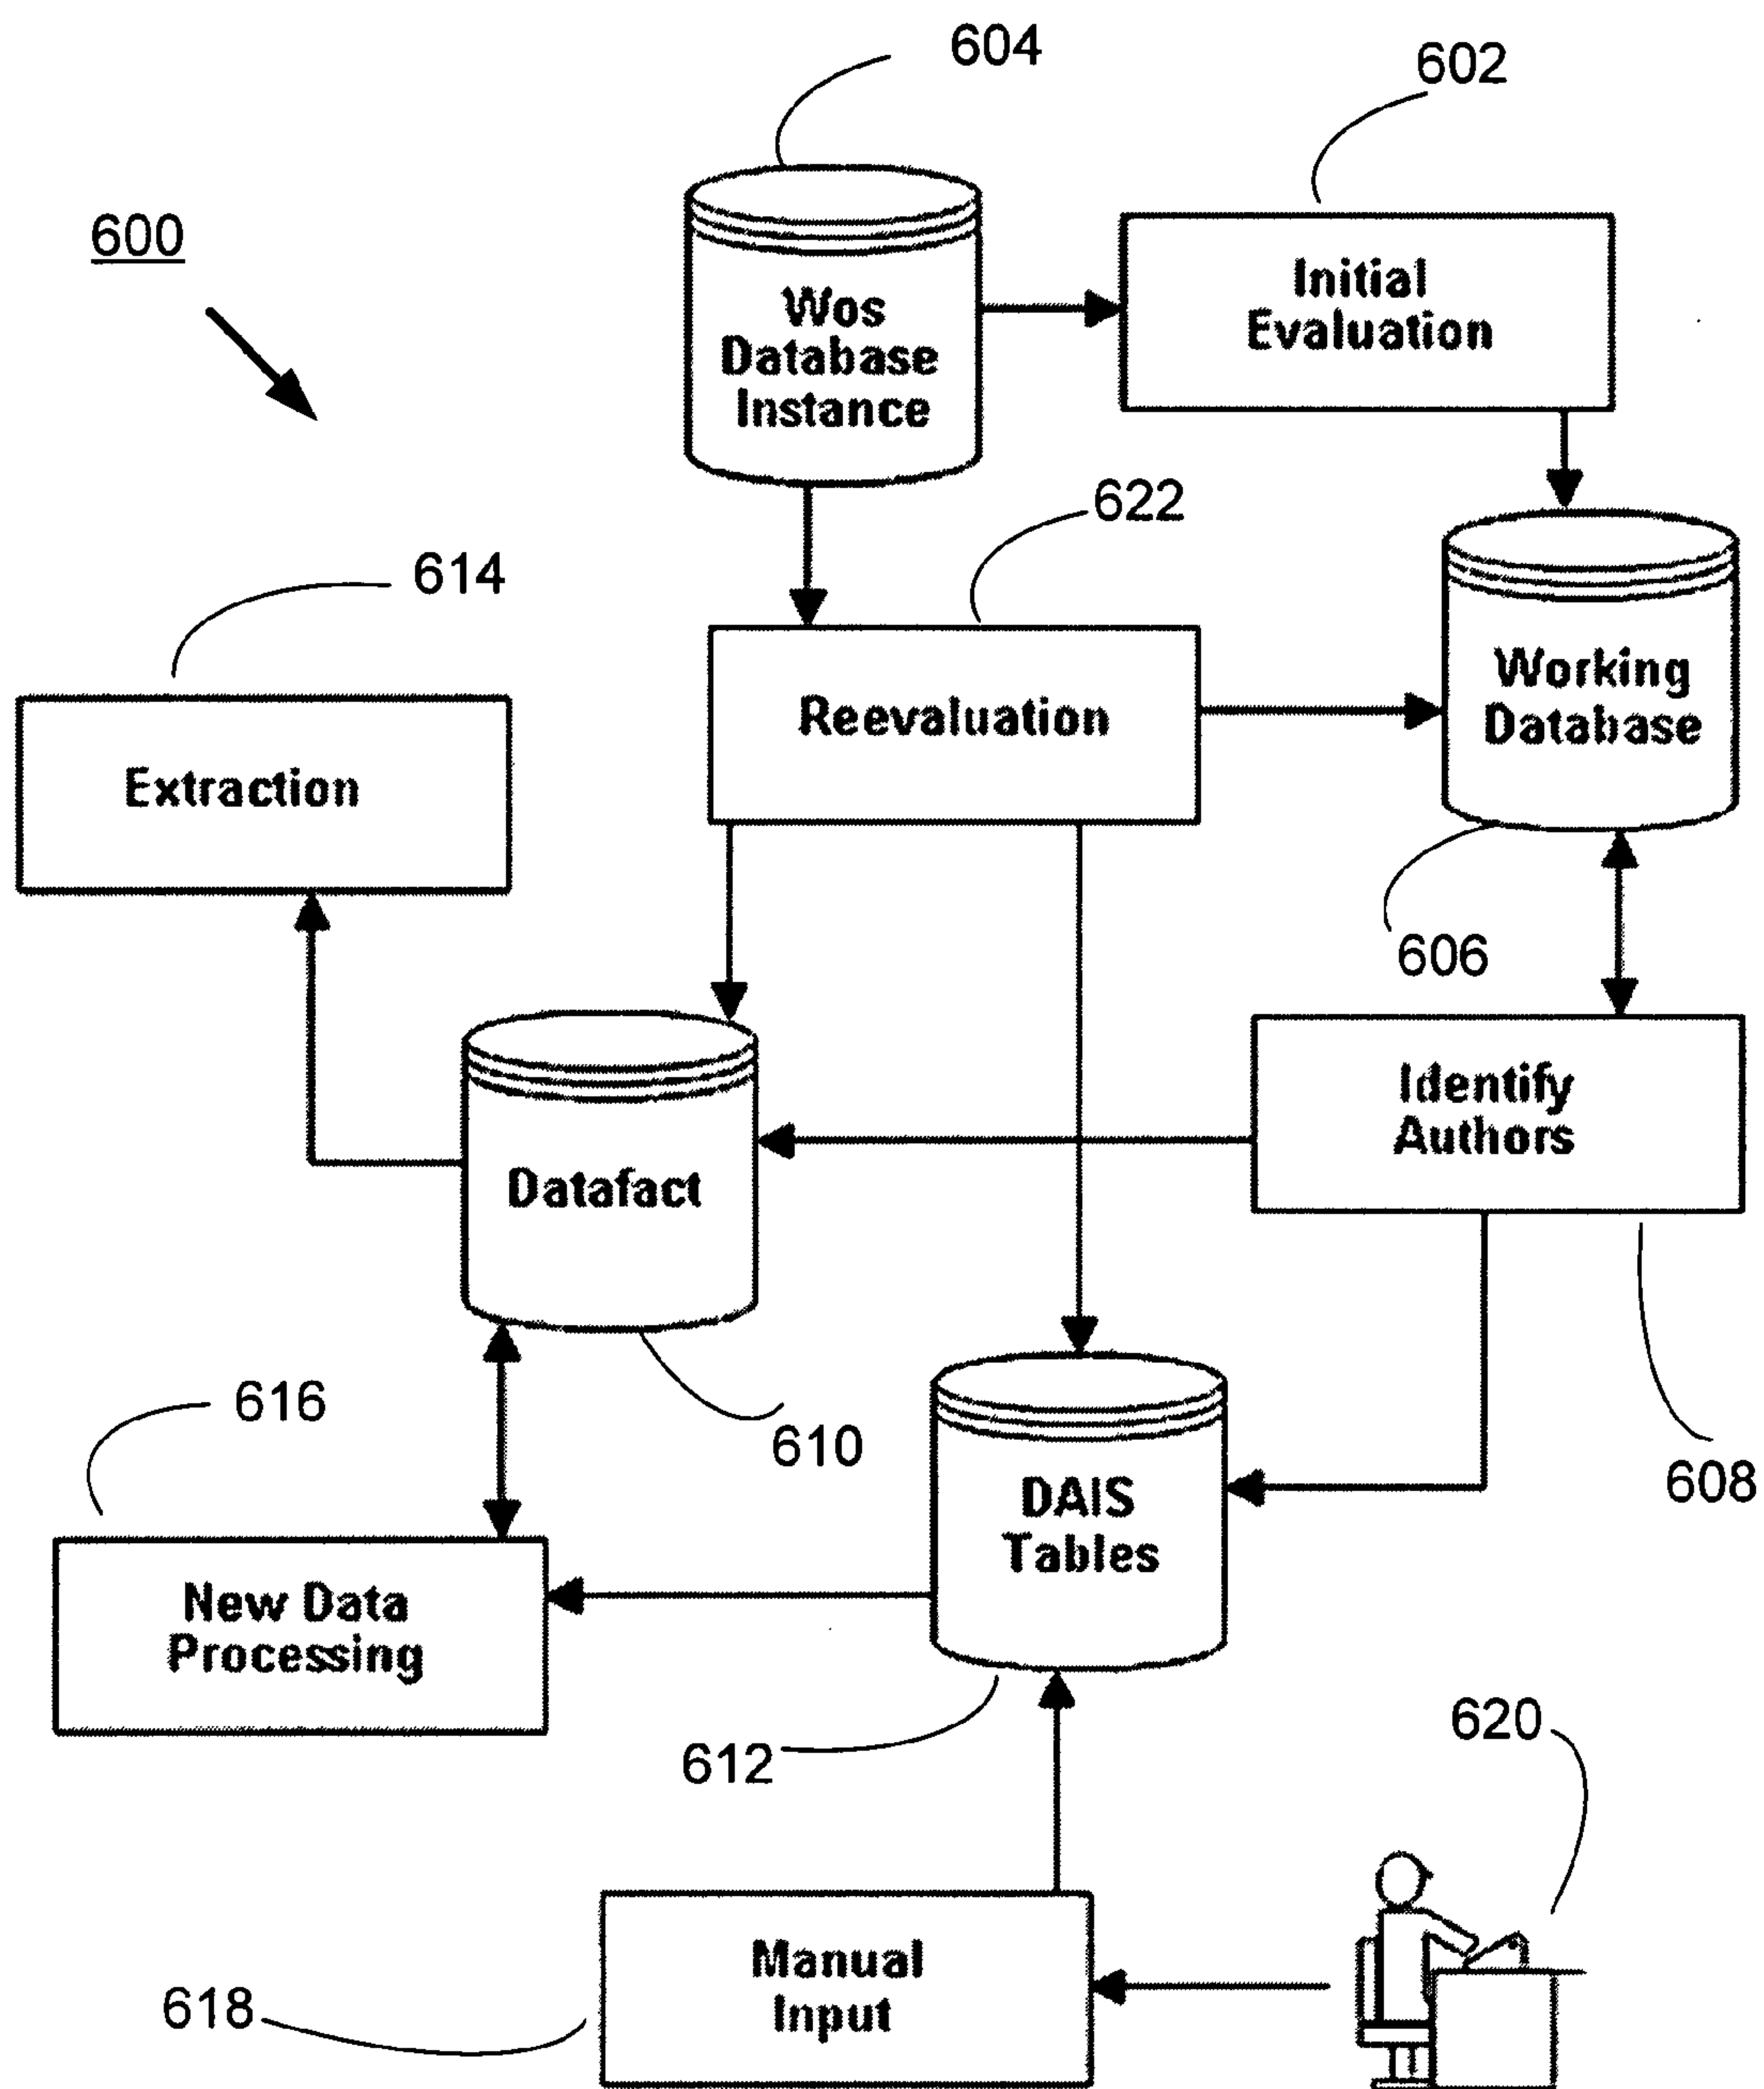 604
602
600
Wos
Database
Instance
Initial
Evaluation
622
614
Working
Database
Reevaluation
Extraction
606
Identify
Authors
Datafact
616
610
608
DAIS
Tables
New Data
Processing
612
620
Manual
Input
618